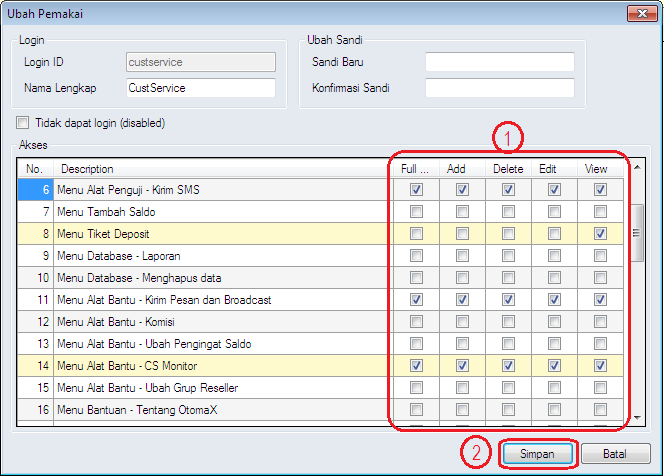 Ubah Pemakai
Login
Login ID custservice
Nama Lengkap CustService
Ubah Sandi
Sandi Baru
Konfimasi Sandi
Tidak dapat login (disabled)
Akses
1
No. Description Full ... Add Delete Edit View
6 Menu Alat Penguji - Kirim SMS
7 Menu Tambah Saldo
8 Menu Tiket Deposit
9 Menu Database - Laporan
10 Menu Database - Menghapus data
11 Menu Alat Bantu - Kirim Pesan dan Broadcast
12 Menu Alat Bantu - Komisi
13 Menu Alat Bantu - Ubah Pengingat Saldo
14 Menu Alat Bantu - CS Monitor
15 Menu Alat Bantu - Ubah Grup Reseller
16 Menu Bantuan - Tentang OtomaX
2 Simpan Batal